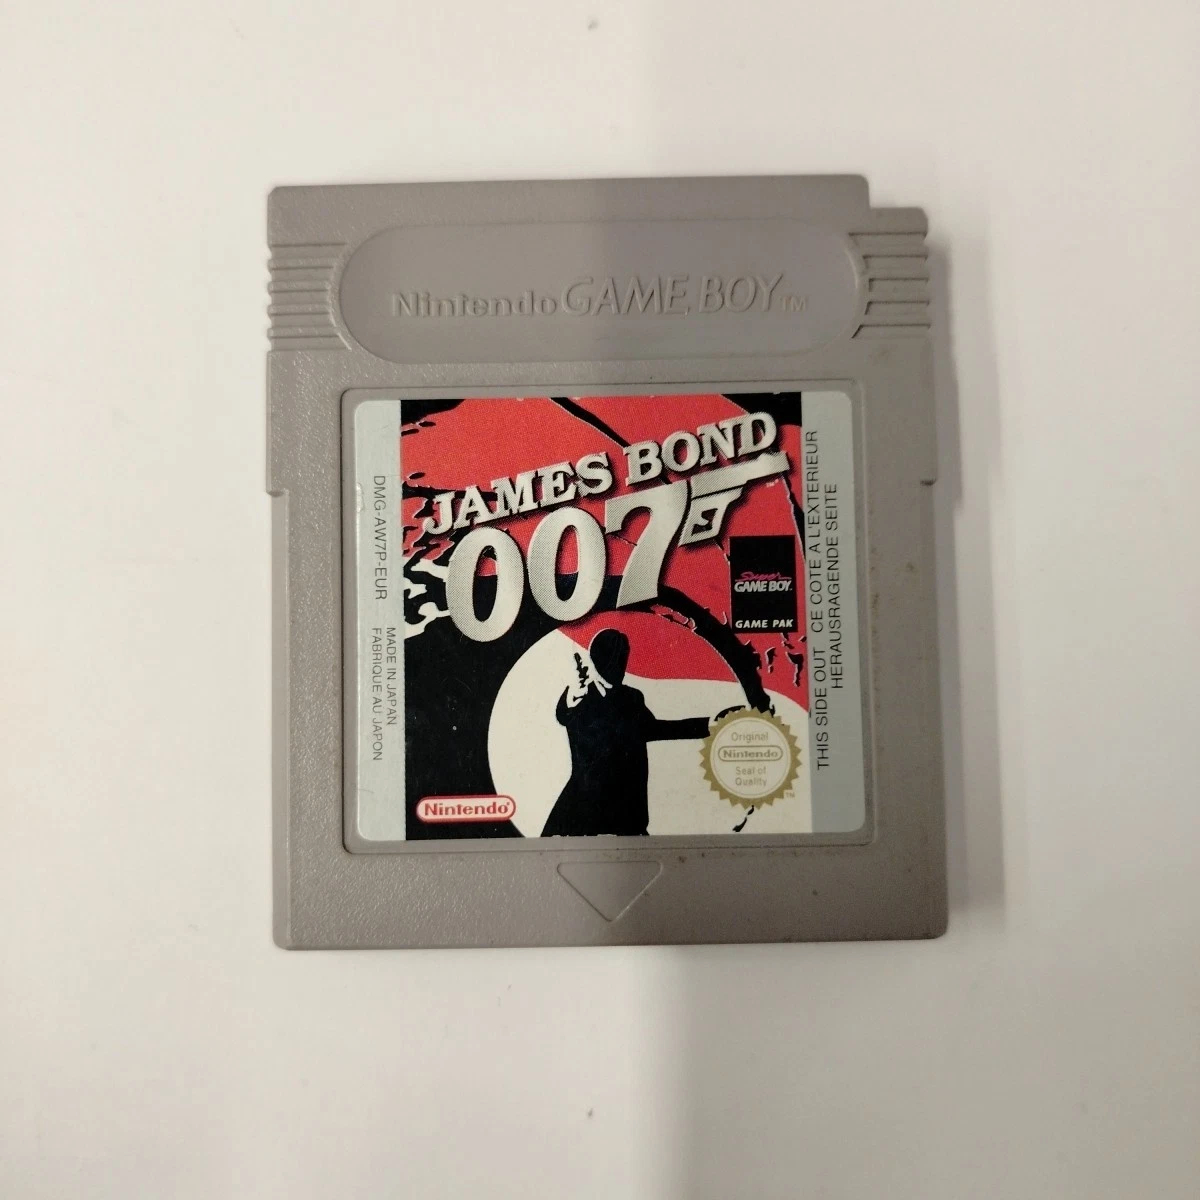 Nintendo GAME BOY TM
JAMES BOND
007
Super
GAME BOY.
GAME PAK
Original
Nintendo
Seal of
Quality
TM
Nintendo®
DMG-AW7P-EUR
MADE IN JAPAN
FABRIQUE AU JAPON
THIS SIDE OUT CE COTE A L'EXTERIEUR
HERAUSRAGENDE SEITE